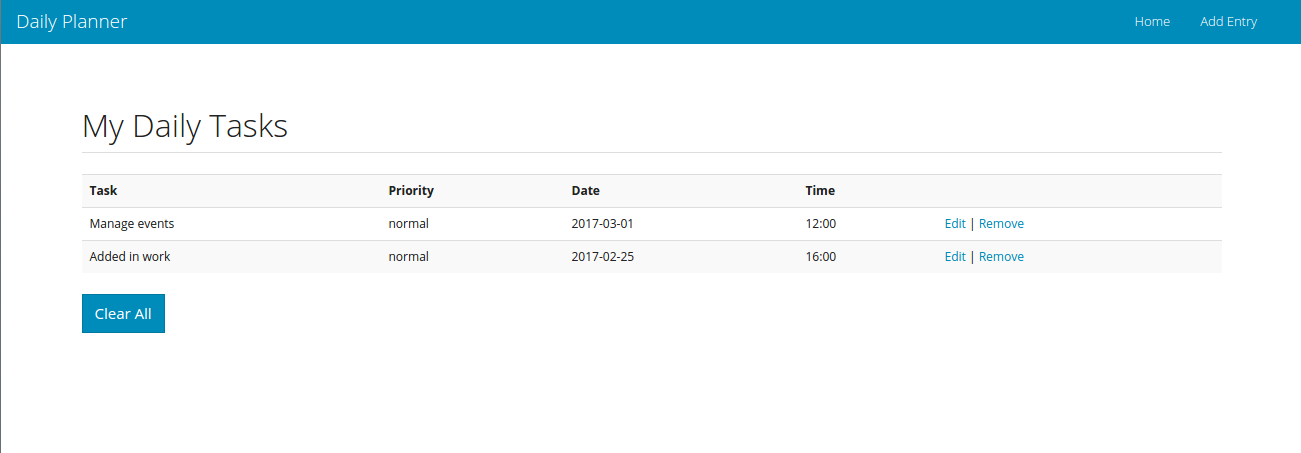 Daily Planner Home Add Entry
My Daily Tasks
Task Priority Date Time
Manage events normal 2017-03-01 12:00 Edit | Remove
Added in work normal 2017-02-25 16:00 Edit | Remove
Clear All